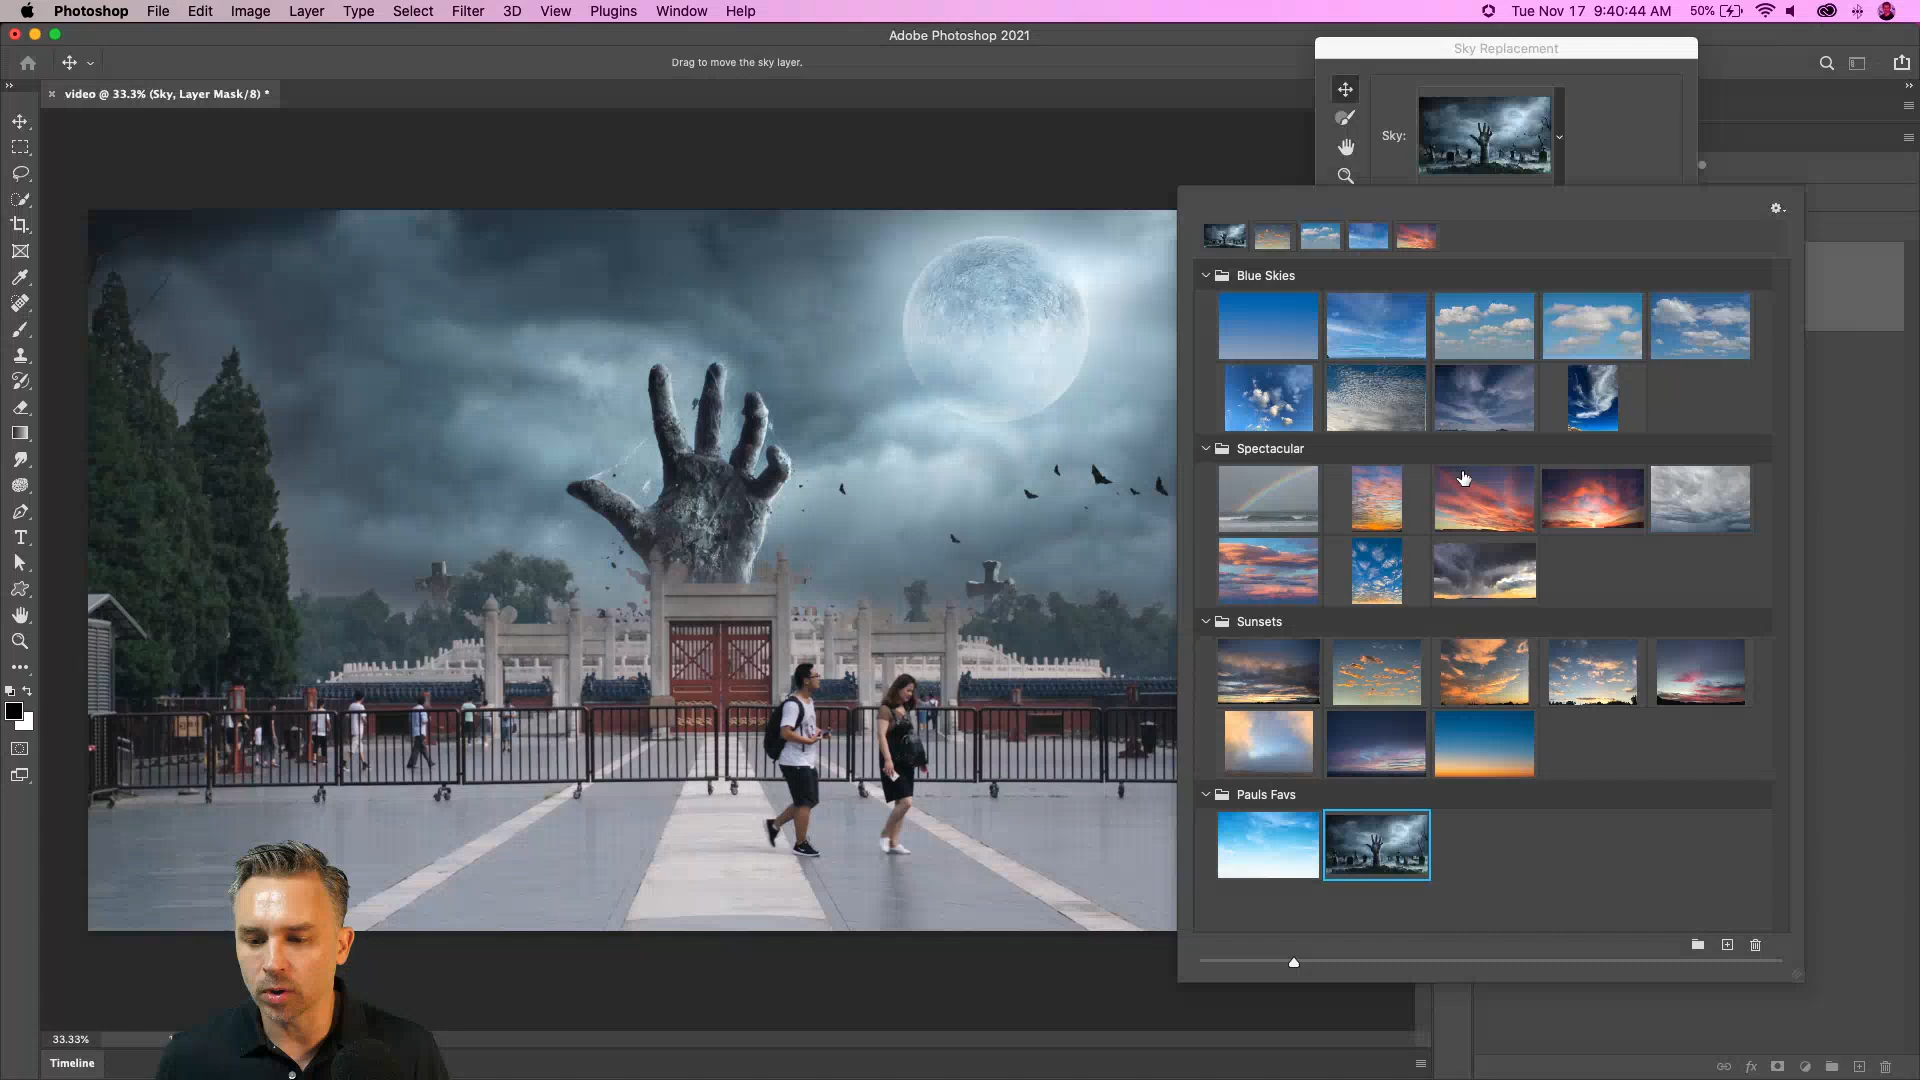 Photoshop File Edit Image Layer Type Select Filter 3D View Plugins Window Help 50% Tue Nov 17 9:40:44 AM
Adobe Photoshop 2021
Sky Replacement
Drag to move the sky layer.
× video @ 33.3% (Sky, Layer Mask/8) *
Sky:
Blue Skies
Spectacular
Sunsets
Pauls Favs
33.33%
Timeline
fx